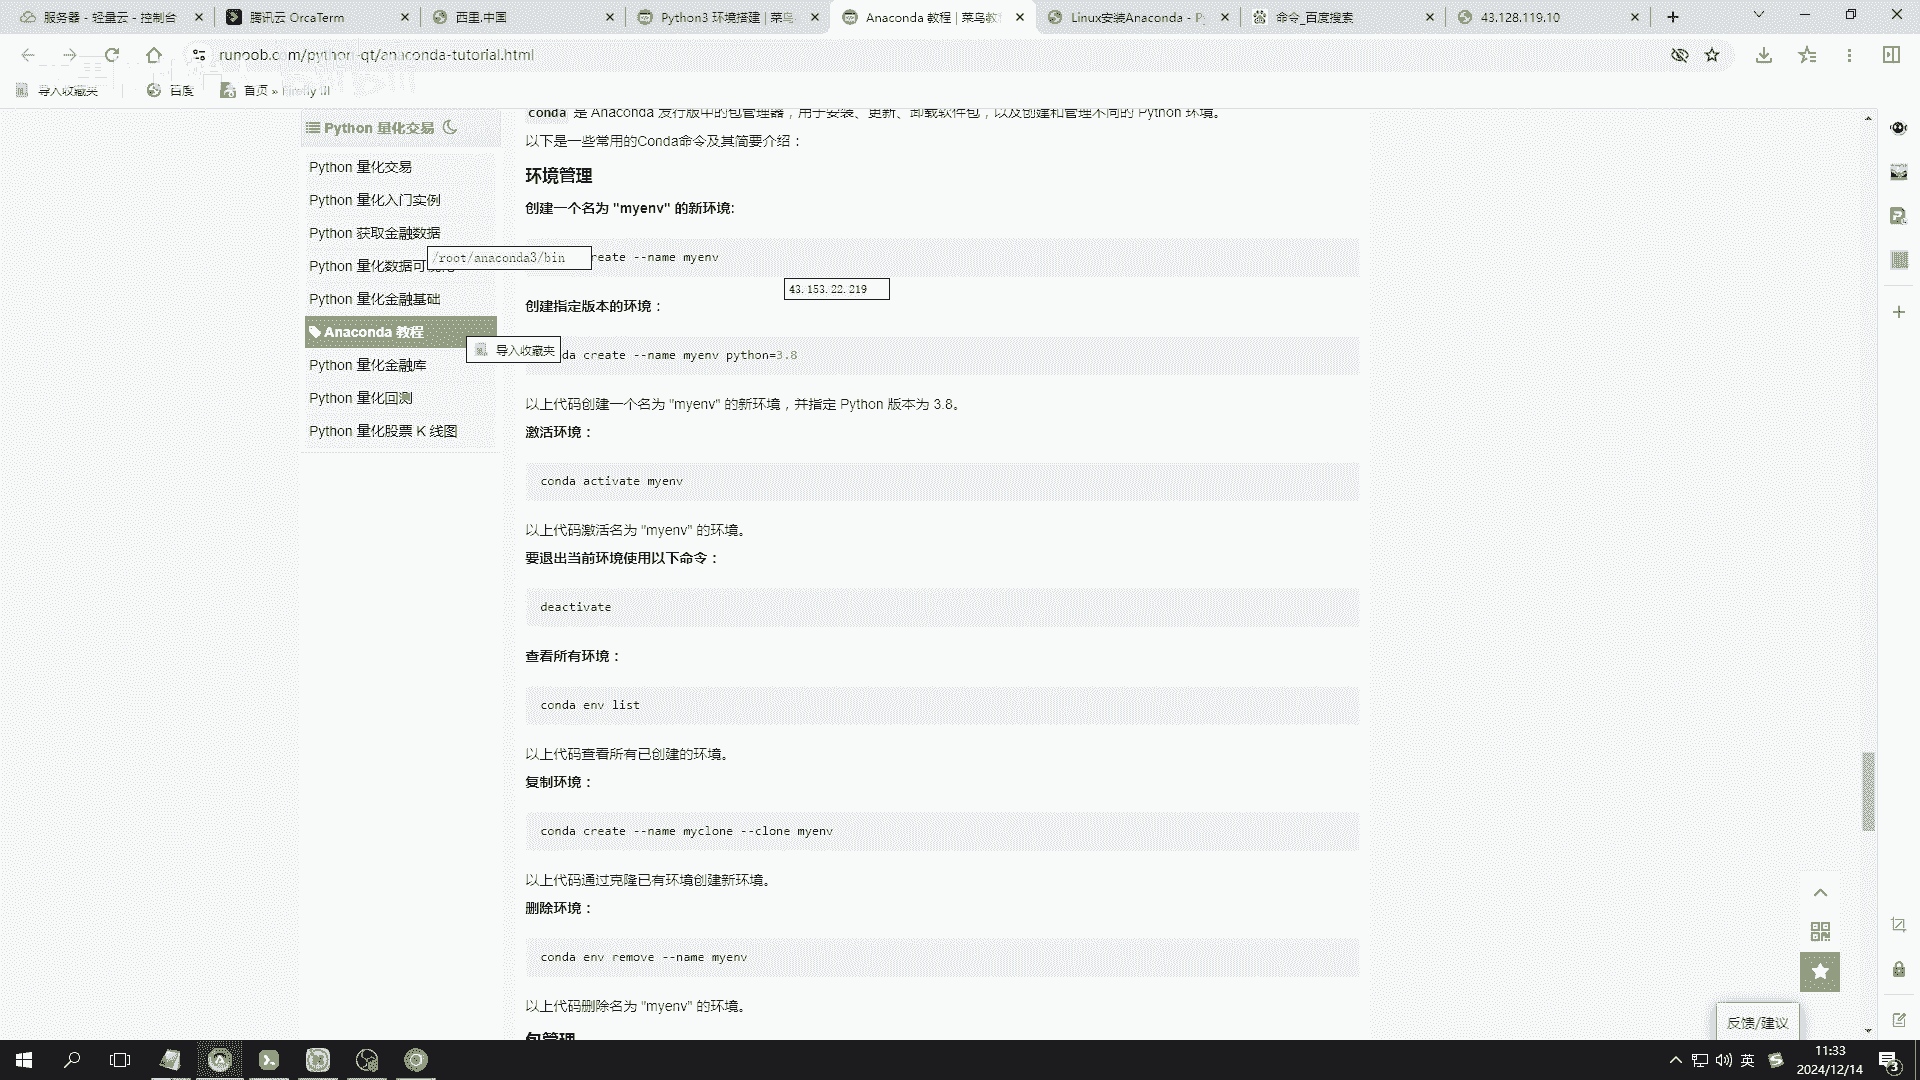 服务器 - 轻量云 - 控制台
腾讯云 OrcaTerm
西里.中国
Python3 环境搭建 | 菜鸟
Anaconda 教程 | 菜鸟教
Linux安装Anaconda - P
命令_百度搜索
43.128.119.10
runoob.com/python-qt/anaconda-tutorial.html
导入收藏夹
百度
首页 »
Python 量化交易
Python 量化交易
Python 量化入门实例
Python 获取金融数据
Python 量化数据可
/root/anaconda3/bin
Python 量化金融基础
Anaconda 教程
导入收藏夹
Python 量化金融库
Python 量化回测
Python 量化股票 K 线图
conda 是 Anaconda 发行版中的包管理器，用于安装、更新、卸载软件包，以及创建和管理不同的 Python 环境。
以下是一些常用的Conda命令及其简要介绍：
环境管理
创建一个名为 "myenv" 的新环境:
reate --name myenv
43.153.22.219
创建指定版本的环境：
da create --name myenv python=3.8
以上代码创建一个名为 "myenv" 的新环境，并指定 Python 版本为 3.8。
激活环境：
conda activate myenv
以上代码激活名为 "myenv" 的环境。
要退出当前环境使用以下命令：
deactivate
查看所有环境：
conda env list
以上代码查看所有已创建的环境。
复制环境：
conda create --name myclone --clone myenv
以上代码通过克隆已有环境创建新环境。
删除环境：
conda env remove --name myenv
以上代码删除名为 "myenv" 的环境。
包管理
反馈/建议
英
11:33
2024/12/14
3